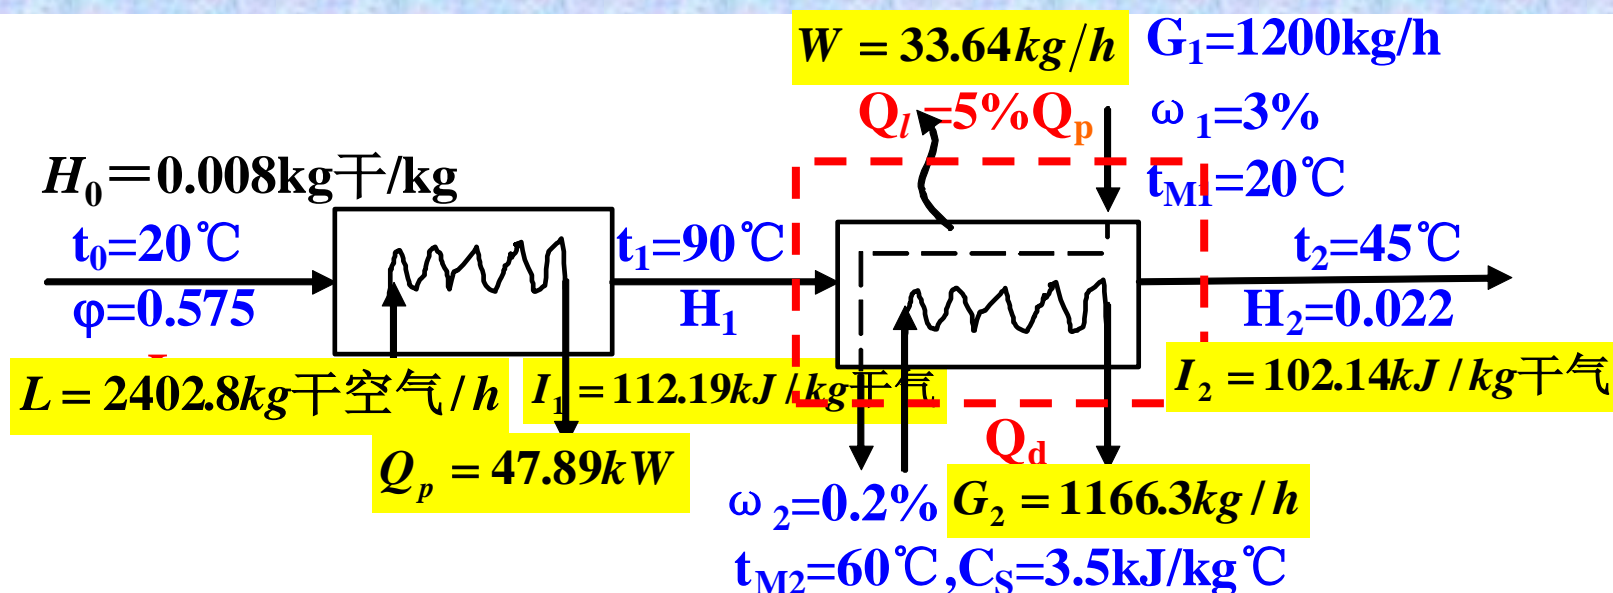 W = 33.64kg/h
G₁=1200kg/h
Qₗ=5%Qₚ
ω₁=3%
H₀＝0.008kg干/kg
t_M1=20℃
t₀=20℃
t₁=90℃
t₂=45℃
φ=0.575
H₁
H₂=0.022
L = 2402.8kg干空气/h
I₁ = 112.19kJ/kg干气
I₂ = 102.14kJ/kg干气
Q_d
Qₚ = 47.89kW
ω₂=0.2%
G₂ = 1166.3kg/h
t_M2=60℃,C_S=3.5kJ/kg℃